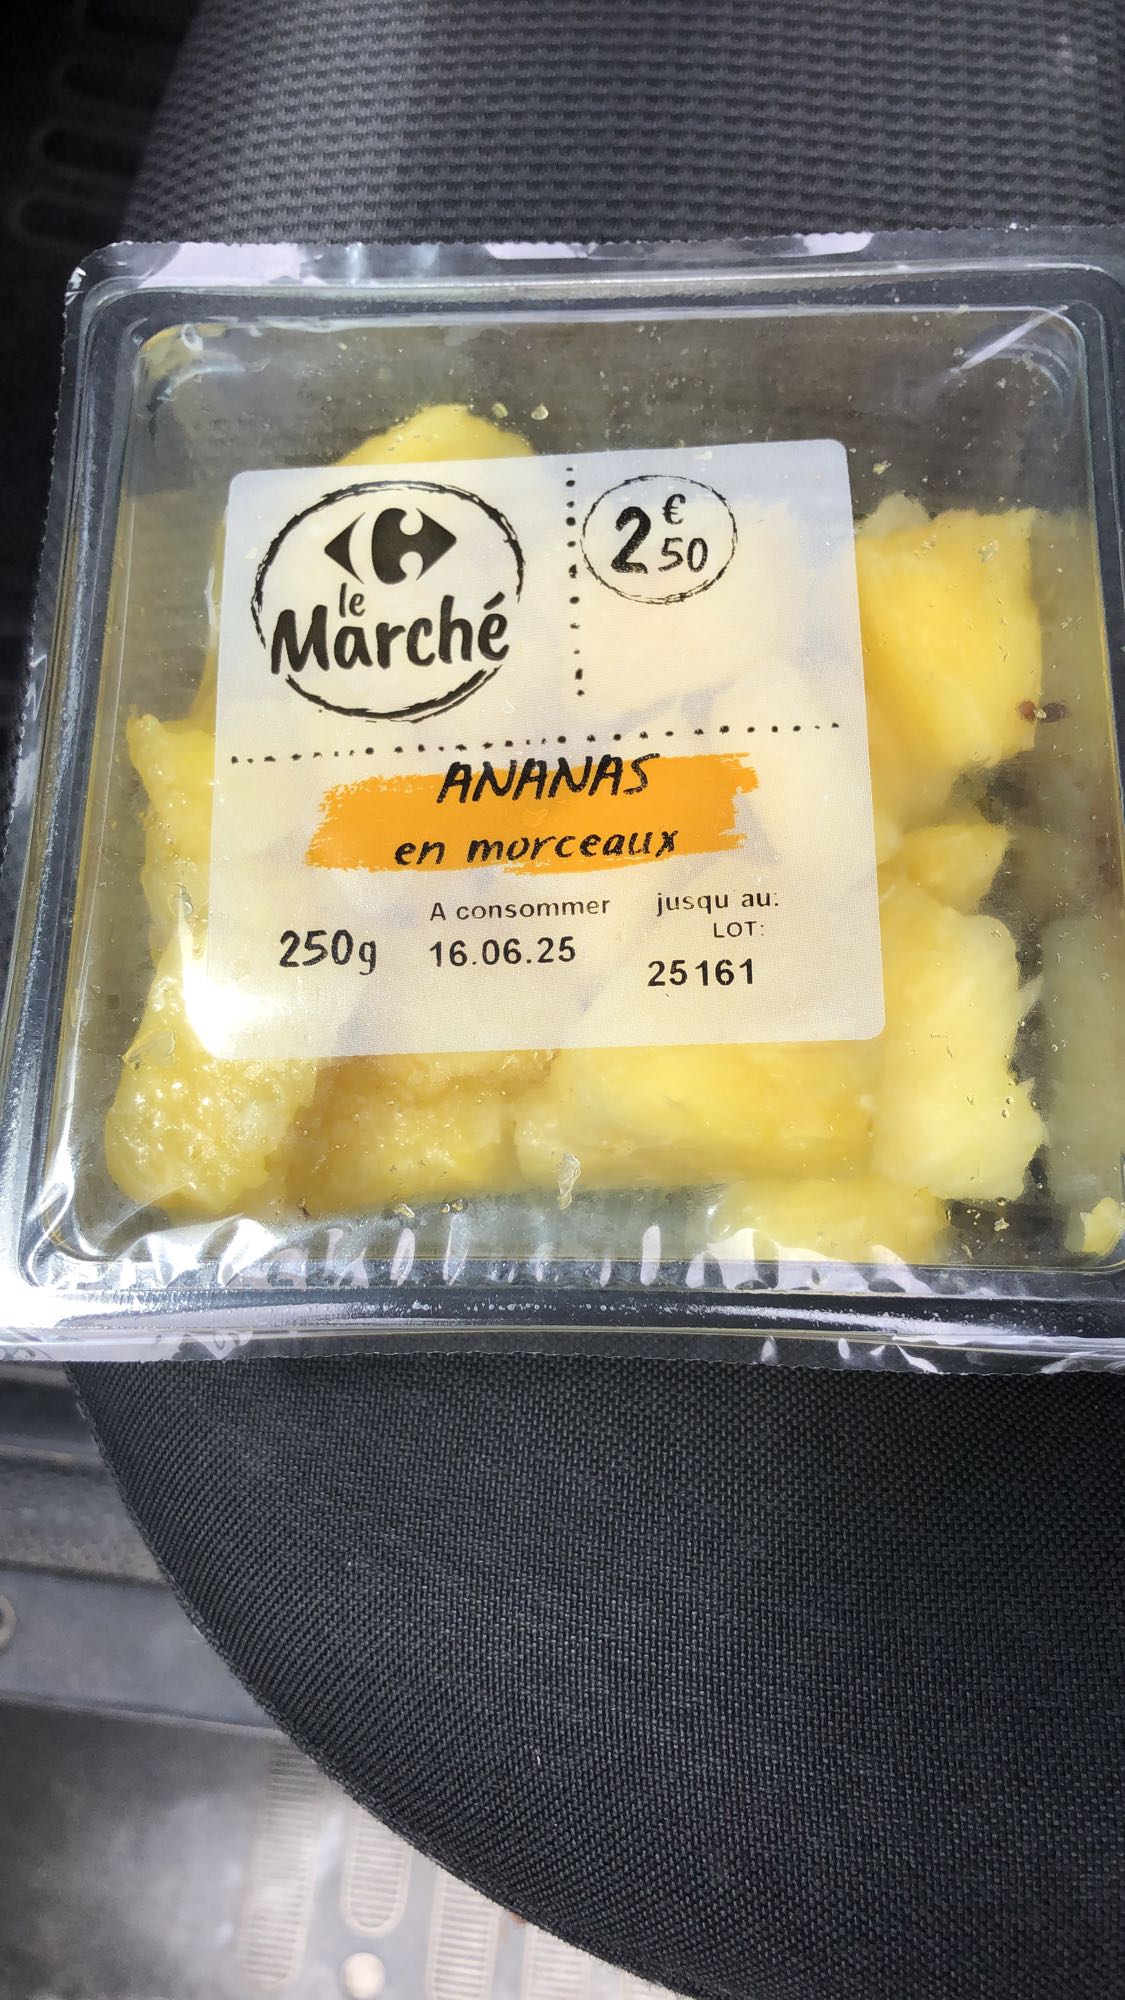 le
Marché
2€50
ANANAS
en morceaux
A consommer jusqu'au:
LOT:
250g 16.06.25
25161